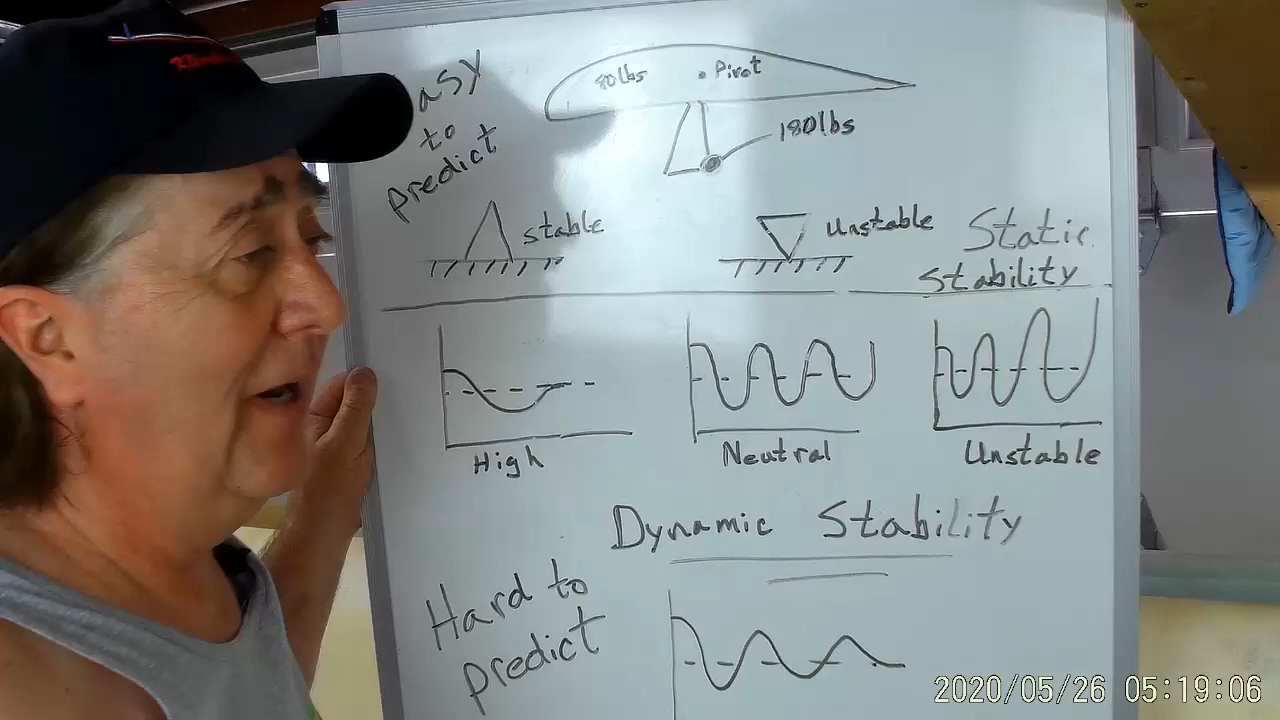 asy
to
predict
80lbs
Pivot
180lbs
stable
Unstable
Static
Stability
High
Neutral
Unstable
Dynamic Stability
Hard to
predict
2020/05/26 05:19:06